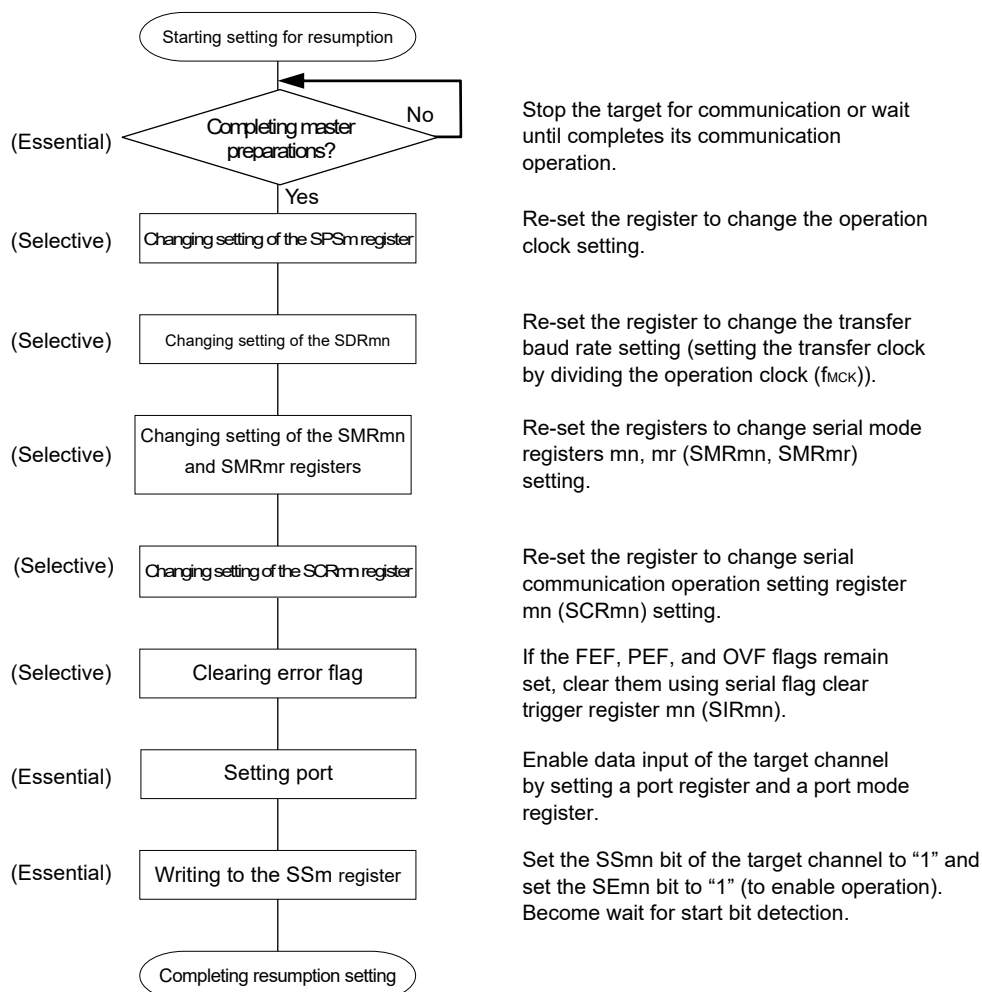 Starting setting for resumption
(Essential)
Completing master
preparations?
No
Yes
Stop the target for communication or wait
until completes its communication
operation.
(Selective)
Changing setting of the SPSm register
Re-set the register to change the operation
clock setting.
(Selective)
Changing setting of the SDRmn
Re-set the register to change the transfer
baud rate setting (setting the transfer clock
by dividing the operation clock (fMCK)).
(Selective)
Changing setting of the SMRmn
and SMRmr registers
Re-set the registers to change serial mode
registers mn, mr (SMRmn, SMRmr)
setting.
(Selective)
Changing setting of the SCRmn register
Re-set the register to change serial
communication operation setting register
mn (SCRmn) setting.
(Selective)
Clearing error flag
If the FEF, PEF, and OVF flags remain
set, clear them using serial flag clear
trigger register mn (SIRmn).
(Essential)
Setting port
Enable data input of the target channel
by setting a port register and a port mode
register.
(Essential)
Writing to the SSm register
Set the SSmn bit of the target channel to “1” and
set the SEmn bit to “1” (to enable operation).
Become wait for start bit detection.
Completing resumption setting